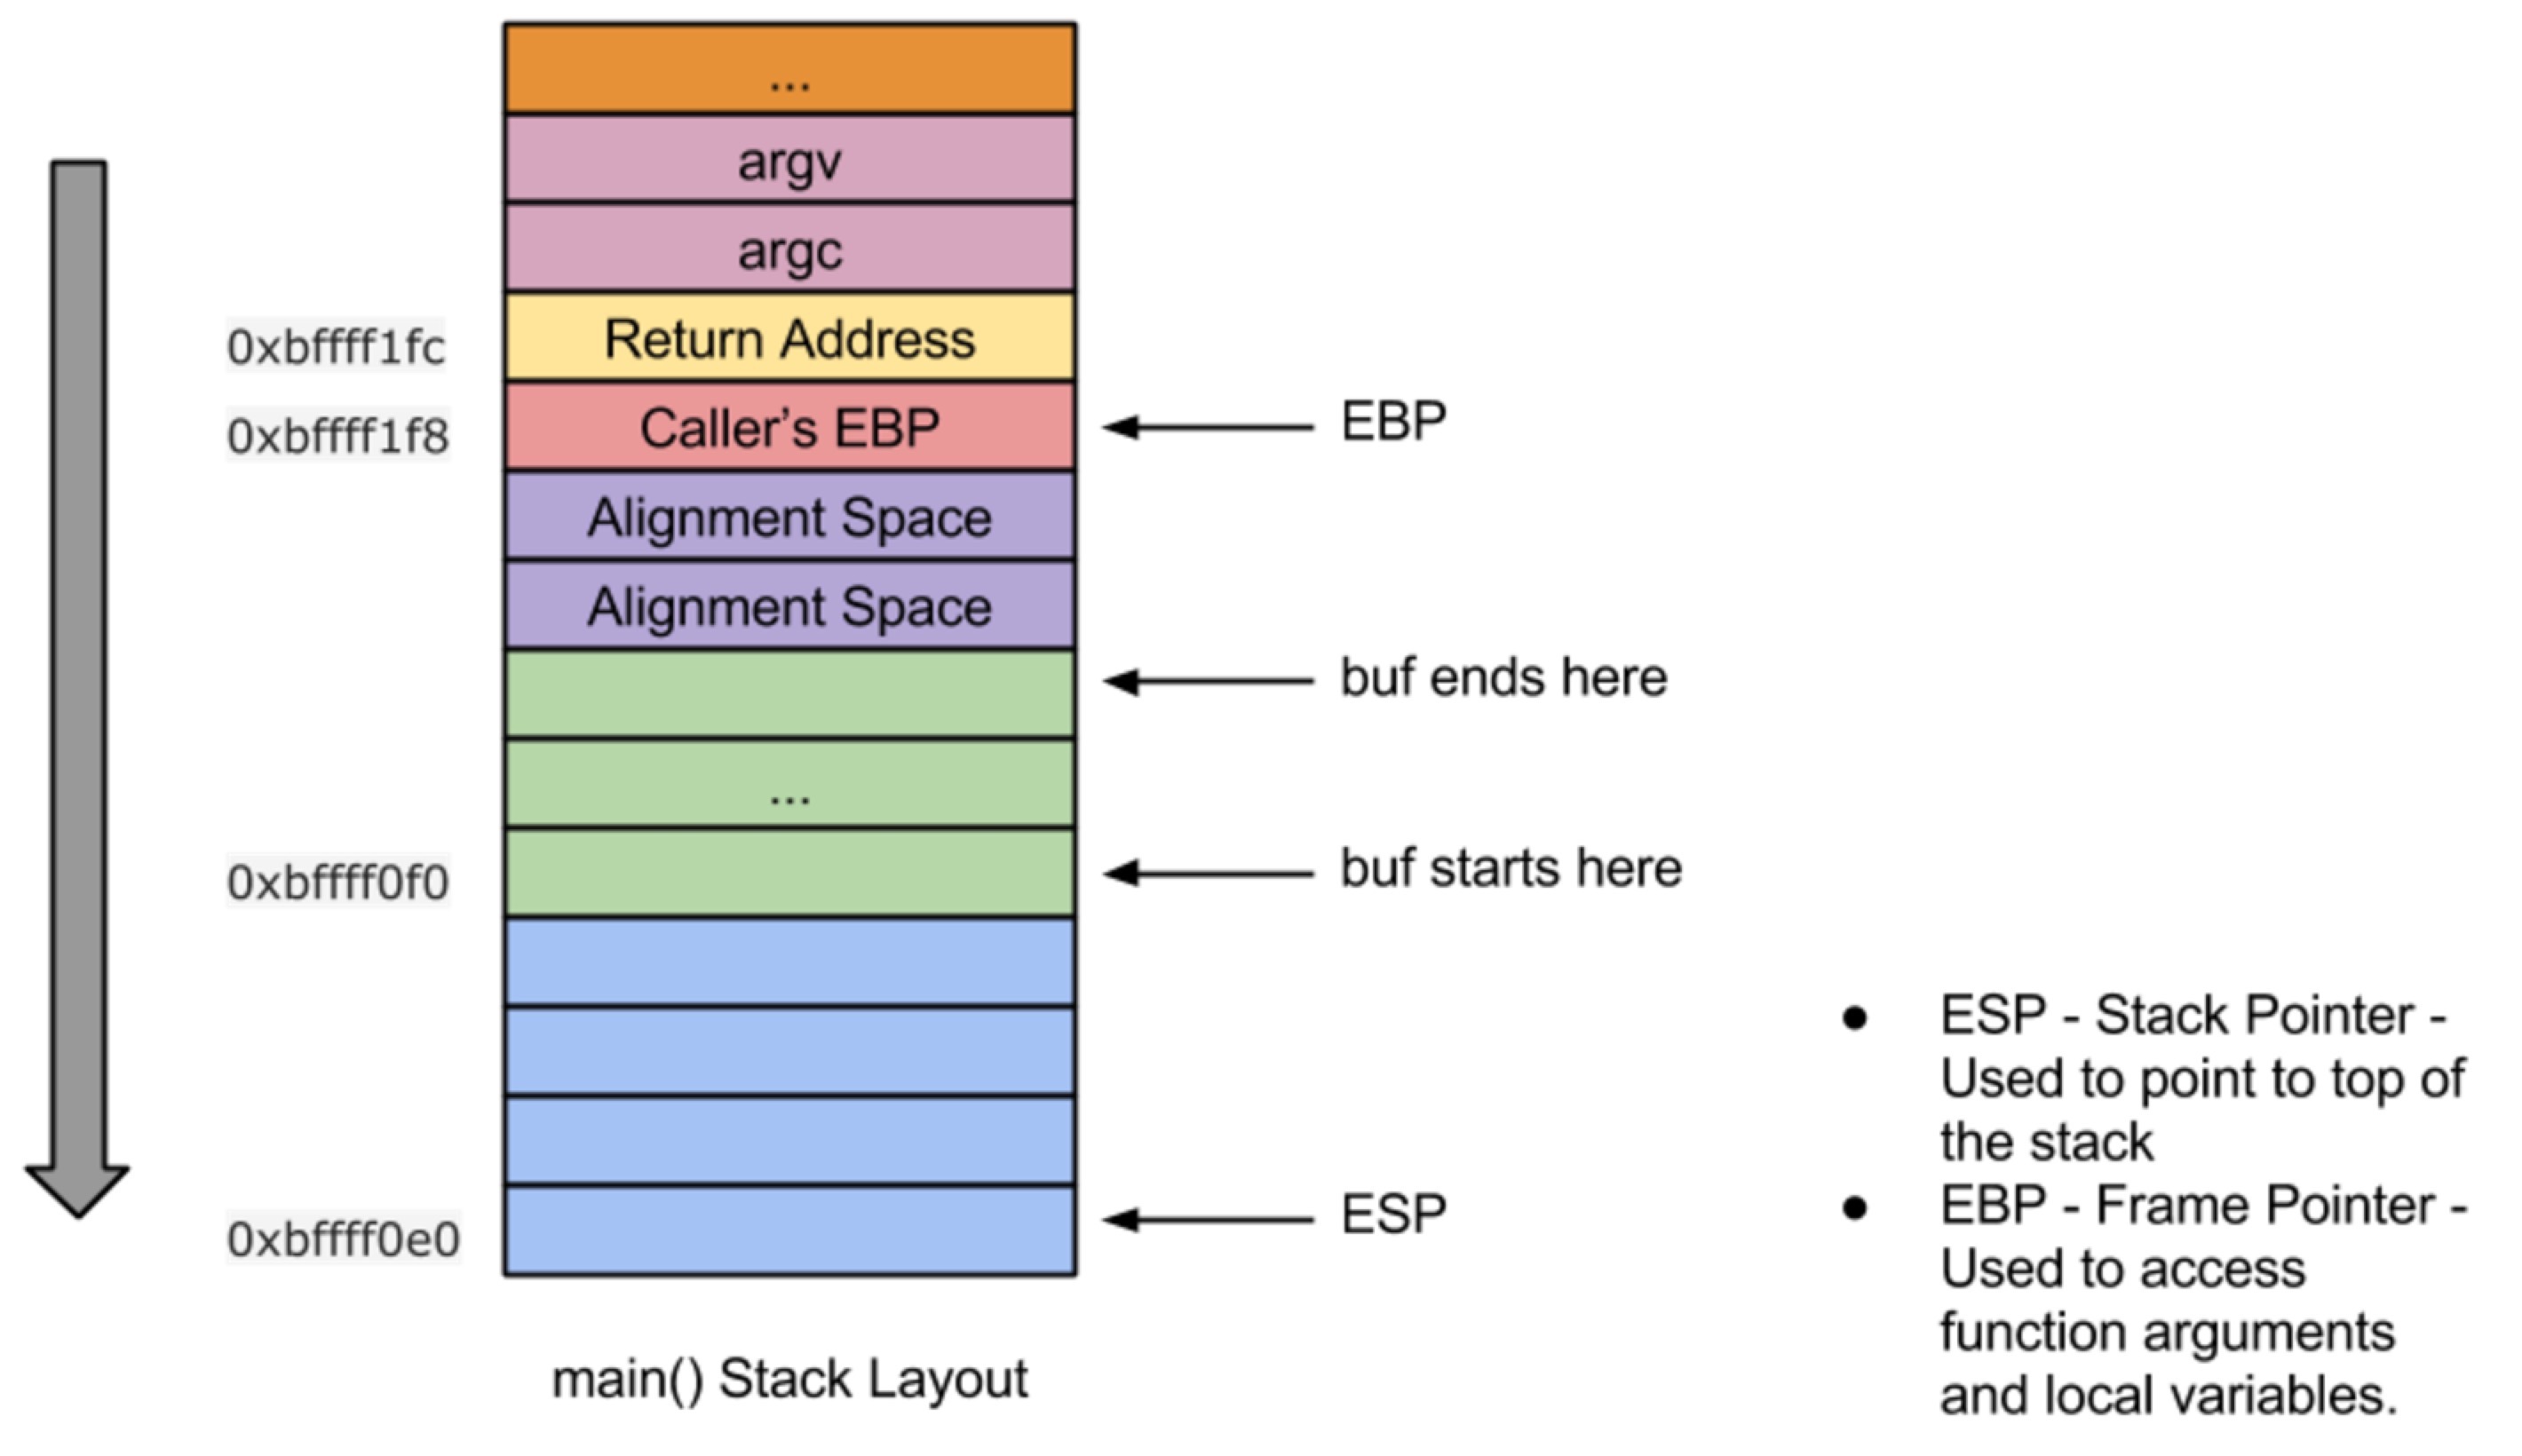 ...
argv
argc
0xbffff1fc
Return Address
0xbffff1f8
Caller's EBP
EBP
Alignment Space
Alignment Space
buf ends here
...
0xbffff0f0
buf starts here
0xbffff0e0
ESP
main() Stack Layout
● ESP - Stack Pointer -
Used to point to top of
the stack
● EBP - Frame Pointer -
Used to access
function arguments
and local variables.